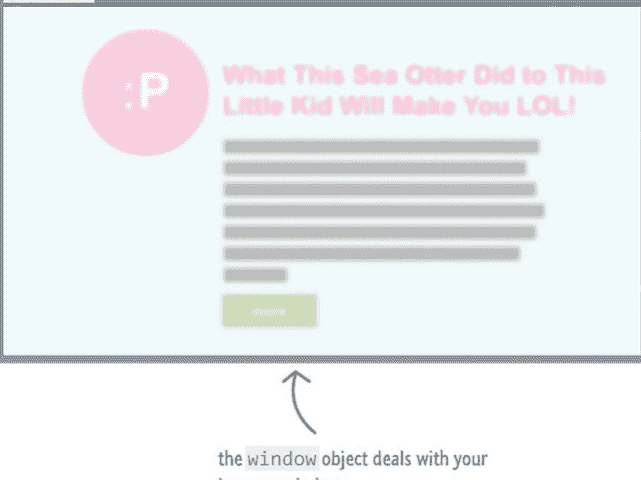 :P
What This Sea Otter Did to This
Little Kid Will Make You LOL!
the window object deals with your